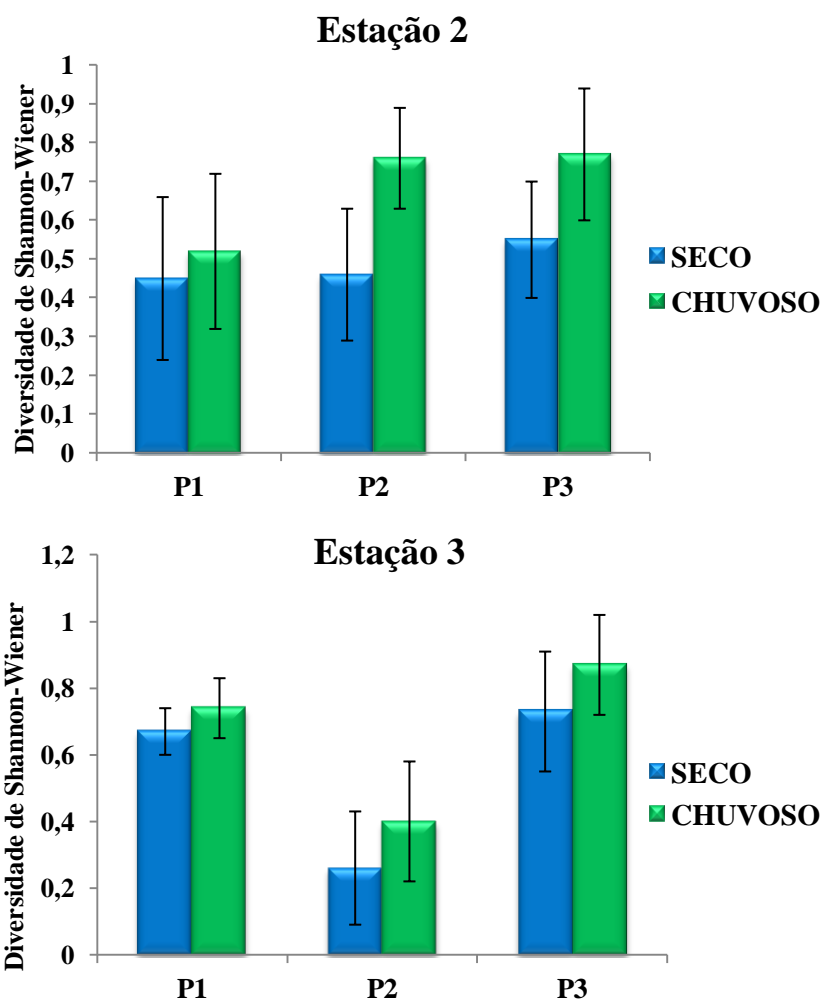 Estação 2
Diversidade de Shannon-Wiener
1
0,9
0,8
0,7
0,6
0,5
0,4
0,3
0,2
0,1
0
P1 P2 P3
SECO
CHUVOSO
Estação 3
Diversidade de Shannon-Wiener
1,2
1
0,8
0,6
0,4
0,2
0
P1 P2 P3
SECO
CHUVOSO